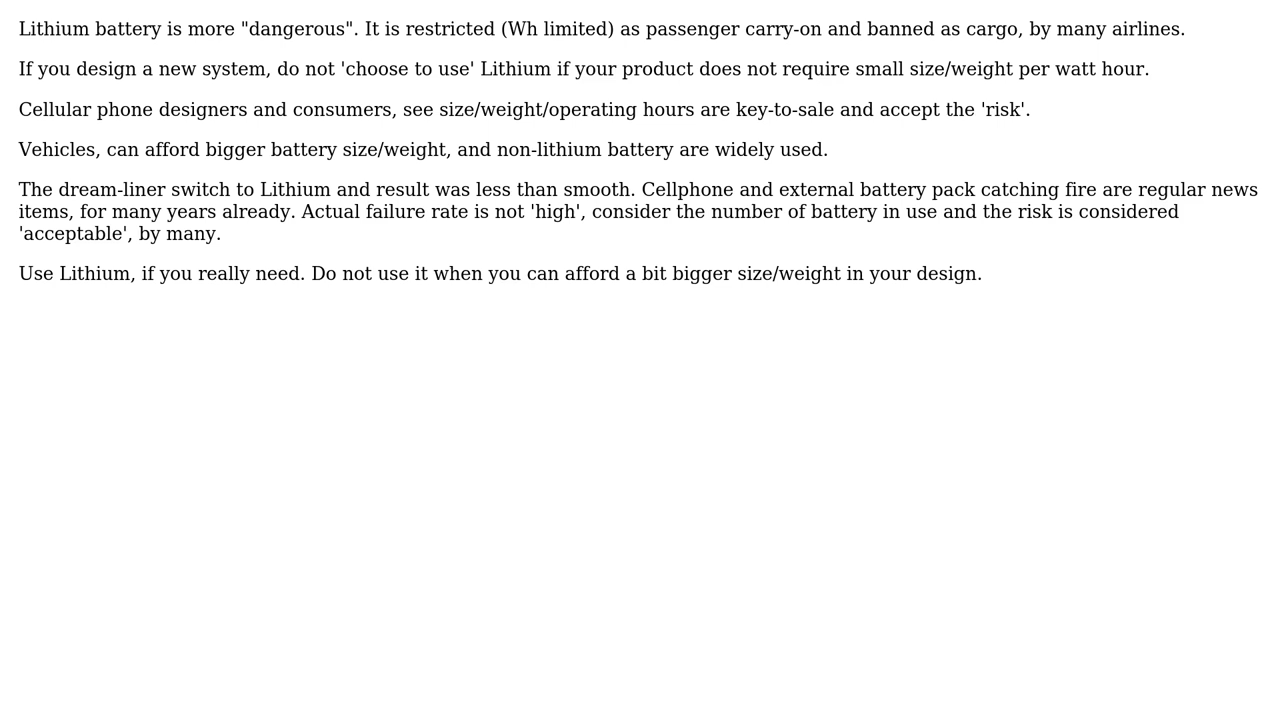 Lithium battery is more "dangerous". It is restricted (Wh limited) as passenger carry-on and banned as cargo, by many airlines.
If you design a new system, do not 'choose to use' Lithium if your product does not require small size/weight per watt hour.
Cellular phone designers and consumers, see size/weight/operating hours are key-to-sale and accept the 'risk'.
Vehicles, can afford bigger battery size/weight, and non-lithium battery are widely used.
The dream-liner switch to Lithium and result was less than smooth. Cellphone and external battery pack catching fire are regular news
items, for many years already. Actual failure rate is not 'high', consider the number of battery in use and the risk is considered
'acceptable', by many.
Use Lithium, if you really need. Do not use it when you can afford a bit bigger size/weight in your design.